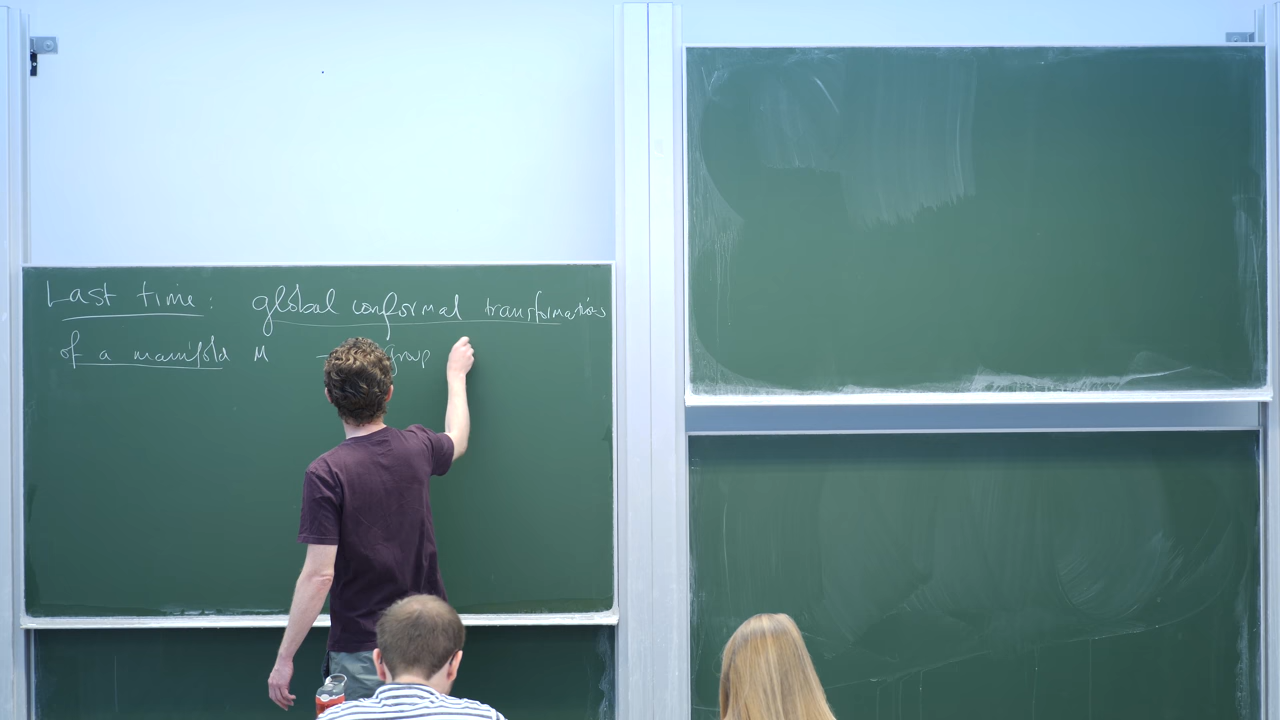 Last time: global conformal transformations
of a manifold M group